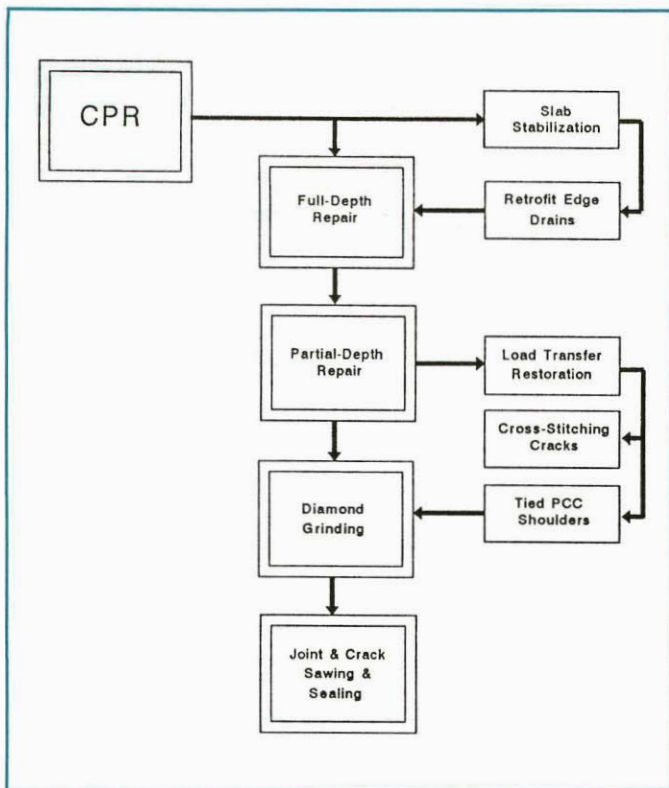 CPR
Slab
Stabilization
Full-Depth
Repair
Retrofit Edge
Drains
Partial-Depth
Repair
Load Transfer
Restoration
Cross-Stitching
Cracks
Diamond
Grinding
Tied PCC
Shoulders
Joint & Crack
Sawing &
Sealing